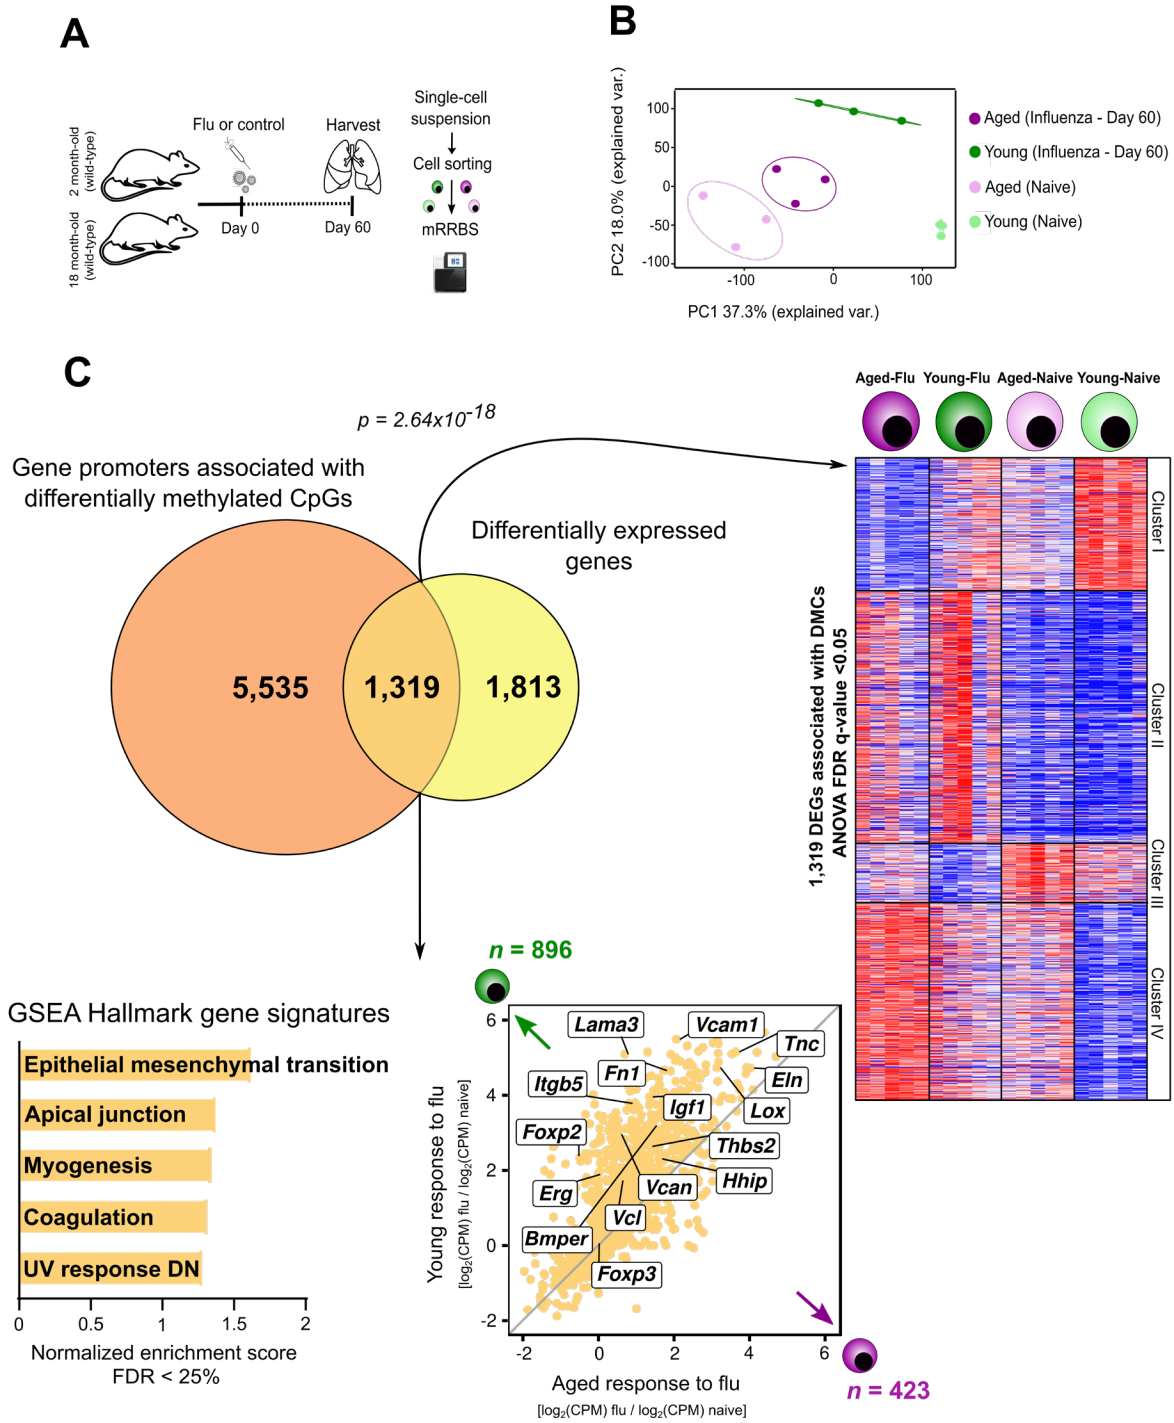 A
2 month-old
(wild-type)
18 month-old
(wild-type)
Flu or control
Day 0
Harvest
Day 60
Single-cell
suspension
Cell sorting
mRRBS
B
PC2 18.0% (explained var.)
100
50
0
-50
-100
-100
0
100
PC1 37.3% (explained var.)
Aged (Influenza - Day 60)
Young (Influenza - Day 60)
Aged (Naive)
Young (Naive)
C
p = 2.64x10-18
Gene promoters associated with
differentially methylated CpGs
Differentially expressed
genes
5,535
1,319
1,813
Aged-Flu Young-Flu Aged-Naive Young-Naive
1,319 DEGs associated with DMCs
ANOVA FDR q-value <0.05
Cluster I
Cluster II
Cluster III
Cluster IV
GSEA Hallmark gene signatures
Epithelial mesenchymal transition
Apical junction
Myogenesis
Coagulation
UV response DN
0 0.5 1 1.5 2
Normalized enrichment score
FDR < 25%
n = 896
Young response to flu
[log2(CPM) flu / log2(CPM) naive]
6
4
2
0
-2
Lama3
Vcam1
Tnc
Fn1
Eln
Itgb5
Igf1
Lox
Foxp2
Thbs2
Hhip
Erg
Vcan
Vcl
Bmper
Foxp3
-2 0 2 4 6
Aged response to flu
[log2(CPM) flu / log2(CPM) naive]
n = 423